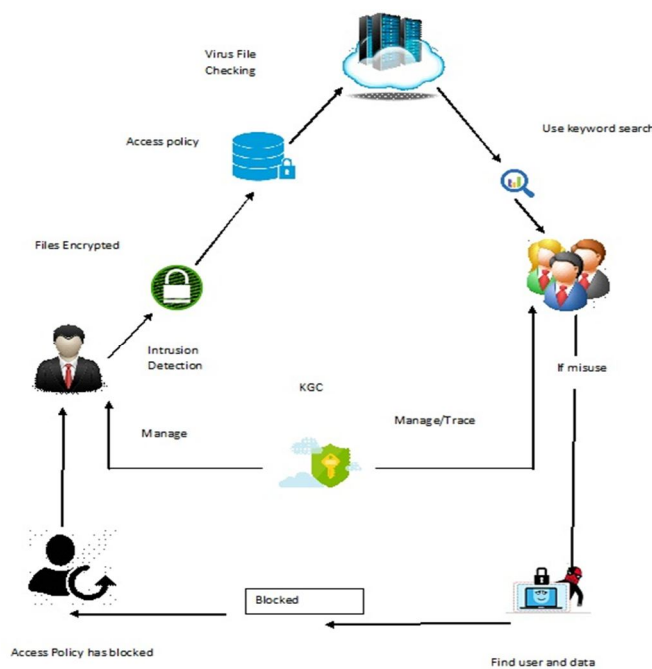 Virus File
Checking
Use keyword search
Access policy
Files Encrypted
Intrusion
Detection
If misuse
KGC
Manage/Trace
Manage
Blocked
Access Policy has blocked
Find user and data